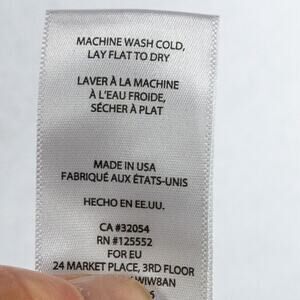 MACHINE WASH COLD,
LAY FLAT TO DRY
LAVER À LA MACHINE
À L'EAU FROIDE,
SÉCHER À PLAT
MADE IN USA
FABRIQUÉ AUX ÉTATS-UNIS
HECHO EN EE.UU.
CA #32054
RN #125552
FOR EU
24 MARKET PLACE, 3RD FLOOR